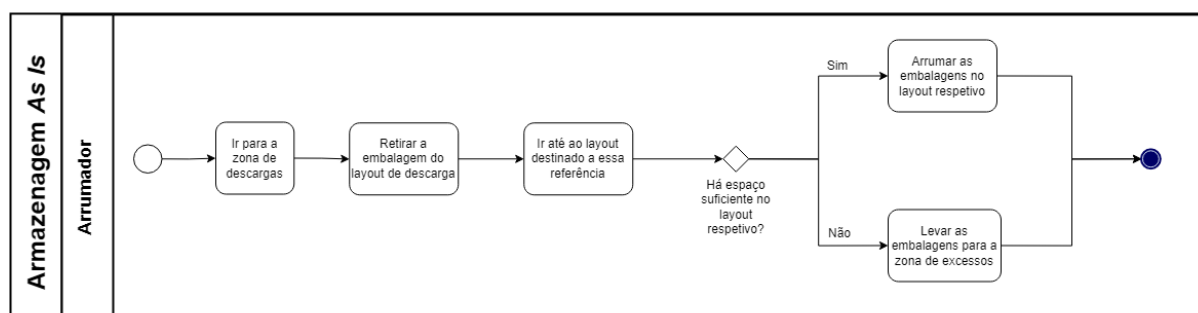 Armazenagem As Is
Arrumador
Ir para a
zona de
descargas
Retirar a
embalagem do
layout de descarga
Ir até ao layout
destinado a essa
referência
Há espaço
suficiente no
layout
respetivo?
Sim
Arrumar as
embalagens no
layout respetivo
Não
Levar as
embalagens para a
zona de excessos